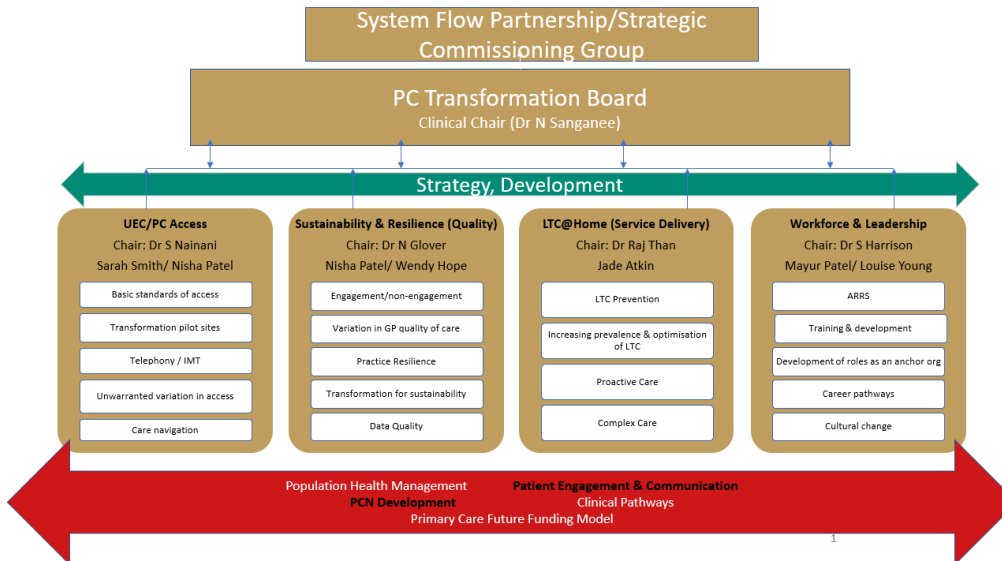 System Flow Partnership/Strategic
Commissioning Group
PC Transformation Board
Clinical Chair (Dr N Sanganee)
Strategy, Development
UEC/PC Access
Chair: Dr S Nainani
Sarah Smith/ Nisha Patel
Basic standards of access
Transformation pilot sites
Telephony / IMT
Unwarranted variation in access
Care navigation
Sustainability & Resilience (Quality)
Chair: Dr N Glover
Nisha Patel/ Wendy Hope
Engagement/non-engagement
Variation in GP quality of care
Practice Resilience
Transformation for sustainability
Data Quality
LTC@Home (Service Delivery)
Chair: Dr Raj Than
Jade Atkin
LTC Prevention
Increasing prevalence & optimisation
of LTC
Proactive Care
Complex Care
Workforce & Leadership
Chair: Dr S Harrison
Mayur Patel/ Louise Young
ARRS
Training & development
Development of roles as an anchor org
Career pathways
Cultural change
Population Health Management Patient Engagement & Communication
PCN Development Clinical Pathways
Primary Care Future Funding Model
1